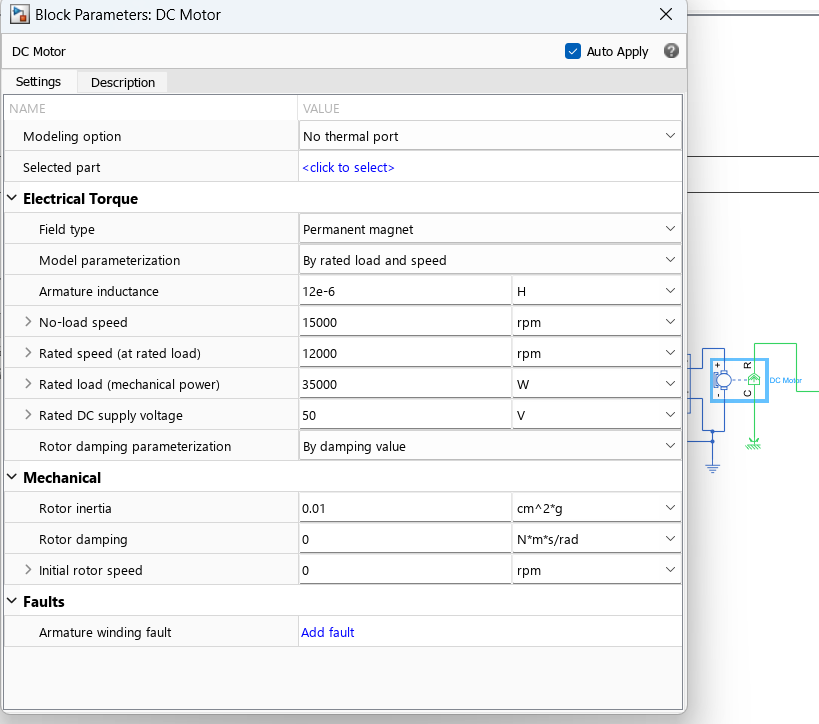 Block Parameters: DC Motor
DC Motor
Auto Apply
Settings
Description
NAME
VALUE
Modeling option
No thermal port
Selected part
<click to select>
Electrical Torque
Field type
Permanent magnet
Model parameterization
By rated load and speed
Armature inductance
12e-6
H
No-load speed
15000
rpm
Rated speed (at rated load)
12000
rpm
Rated load (mechanical power)
35000
W
Rated DC supply voltage
50
V
Rotor damping parameterization
By damping value
Mechanical
Rotor inertia
0.01
cm^2*g
Rotor damping
0
N*m*s/rad
Initial rotor speed
0
rpm
Faults
Armature winding fault
Add fault
+
R
DC Motor
-
C